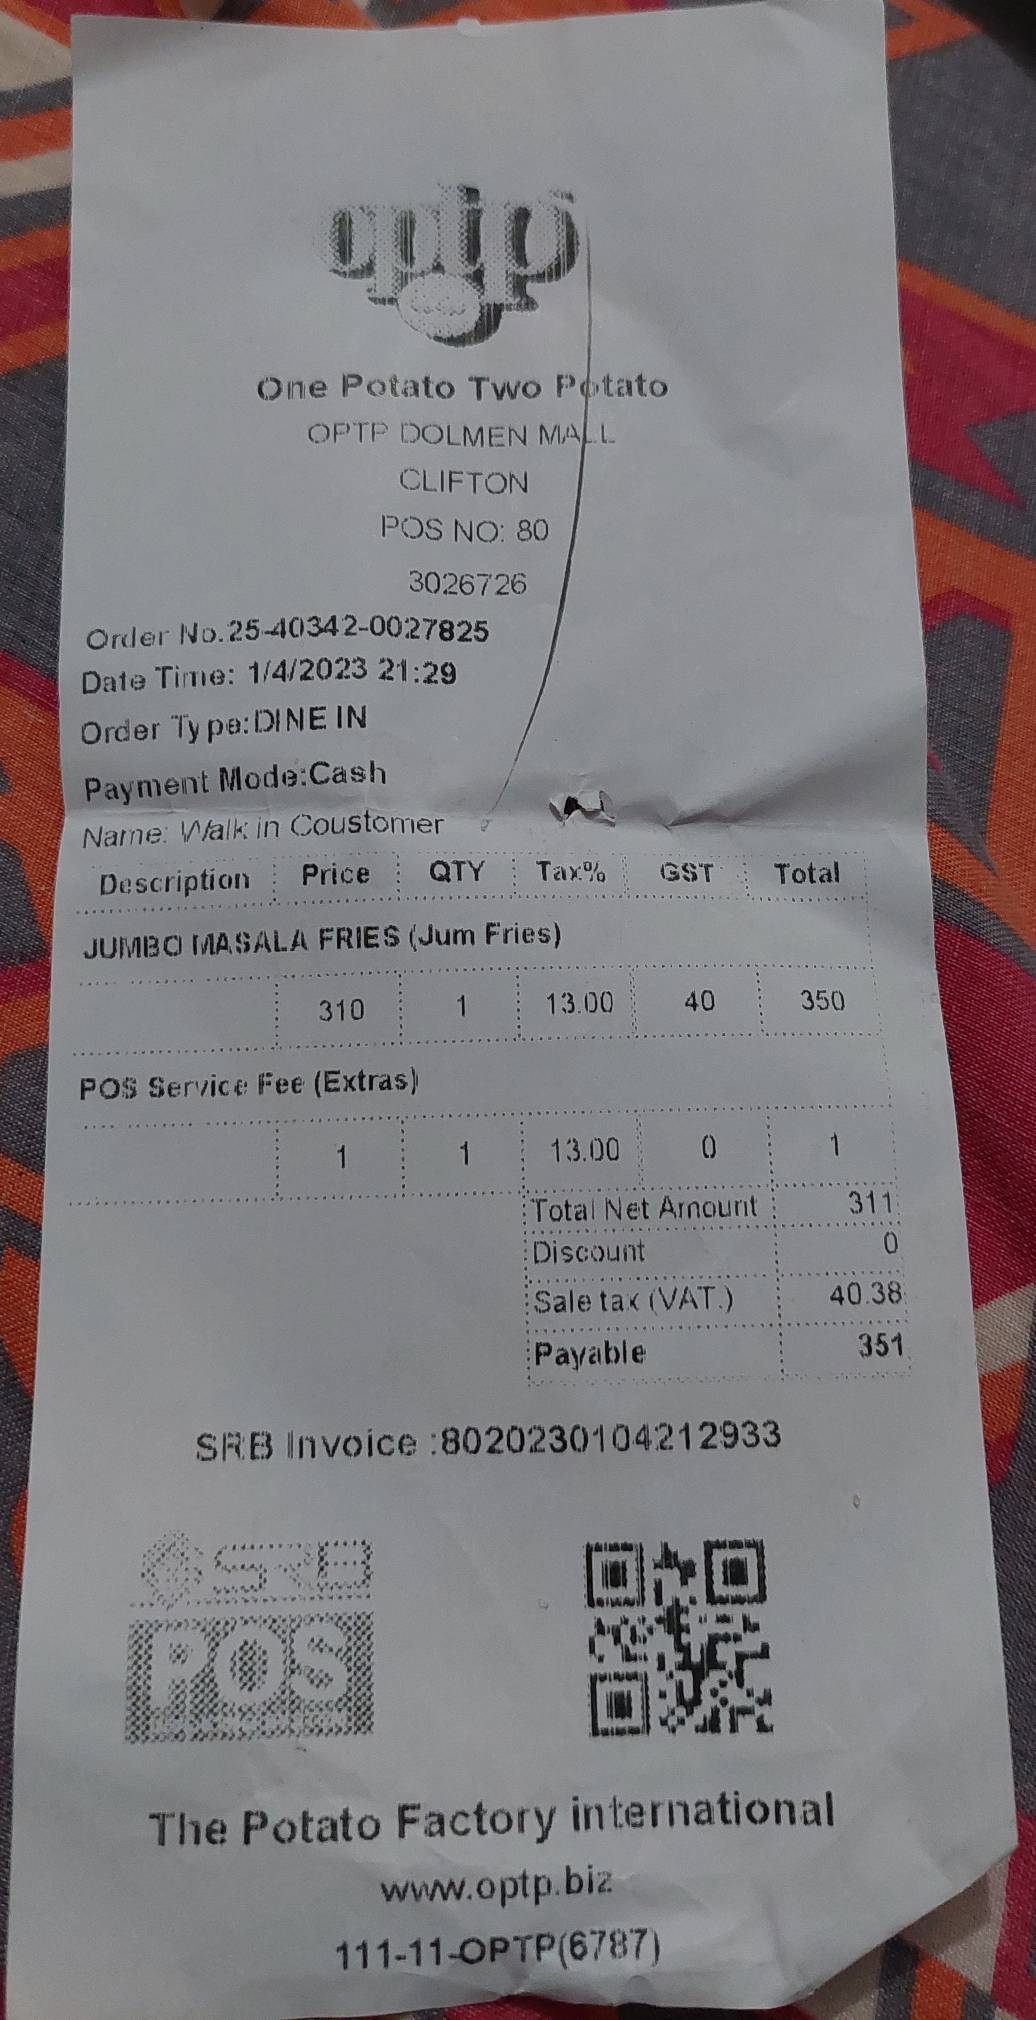 optp
One Potato Two Potato
OPTP DOLMEN MALL
CLIFTON
POS NO: 80
3026726
Order No.25-40342-0027825
Date Time: 1/4/2023 21:29
Order Type:DINE IN
Payment Mode:Cash
Name: Walk in Coustomer
Description Price QTY Tax% GST Total
JUMBO MASALA FRIES (Jum Fries)
310 1 13.00 40 350
POS Service Fee (Extras)
1 1 13.00 0 1
Total Net Amount 311
Discount 0
Sale tax (VAT.) 40.38
Payable 351
SRB Invoice :8020230104212933
SRB
POS
The Potato Factory international
www.optp.biz
111-11-OPTP(6787)